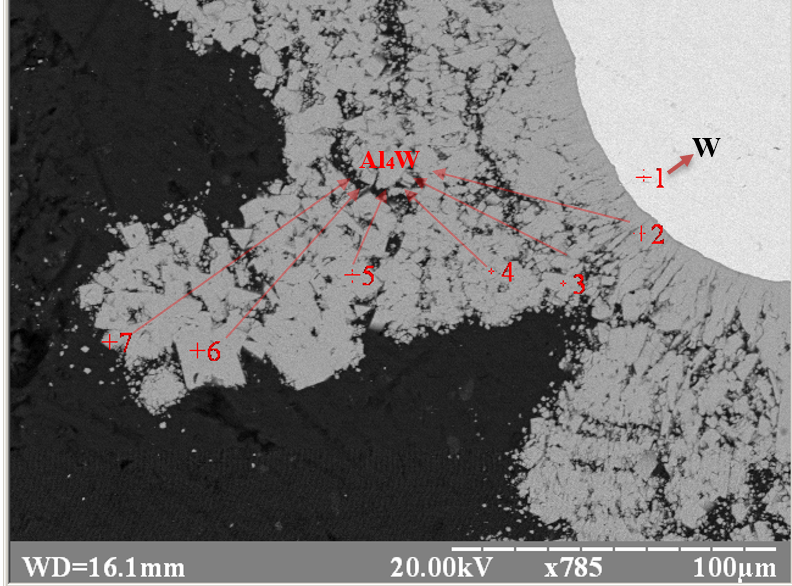 W
Al₄W
+1
+2
+5
+4
+3
+7
+6
WD=16.1mm 20.00kV x785 100µm